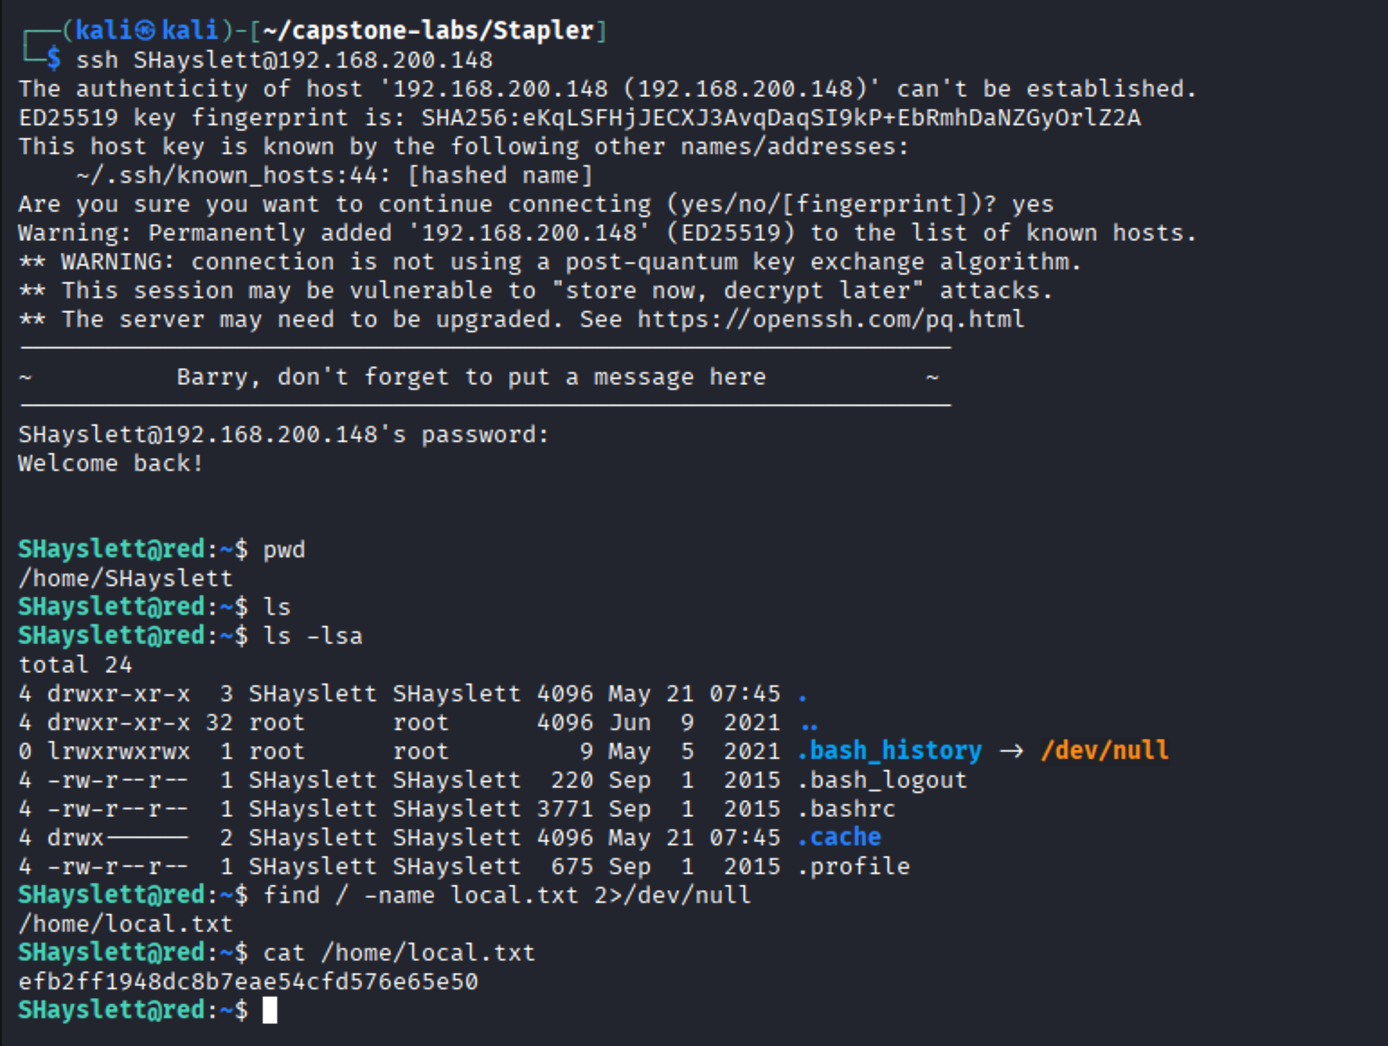 ┌──(kali㉿kali)-[~/capstone-labs/Stapler]
└─$ ssh SHayslett@192.168.200.148
The authenticity of host '192.168.200.148 (192.168.200.148)' can't be established.
ED25519 key fingerprint is: SHA256:eKqLSFHjJECXJ3AvqDaqSI9kP+EbRmhDaNZGyOrlZ2A
This host key is known by the following other names/addresses:
    ~/.ssh/known_hosts:44: [hashed name]
Are you sure you want to continue connecting (yes/no/[fingerprint])? yes
Warning: Permanently added '192.168.200.148' (ED25519) to the list of known hosts.
** WARNING: connection is not using a post-quantum key exchange algorithm.
** This session may be vulnerable to "store now, decrypt later" attacks.
** The server may need to be upgraded. See https://openssh.com/pq.html
~          Barry, don't forget to put a message here           ~
SHayslett@192.168.200.148's password:
Welcome back!
SHayslett@red:~$ pwd
/home/SHayslett
SHayslett@red:~$ ls
SHayslett@red:~$ ls -lsa
total 24
4 drwxr-xr-x  3 SHayslett SHayslett 4096 May 21 07:45 .
4 drwxr-xr-x 32 root      root      4096 Jun  9  2021 ..
0 lrwxrwxrwx  1 root      root         9 May  5  2021 .bash_history -> /dev/null
4 -rw-r--r--  1 SHayslett SHayslett  220 Sep  1  2015 .bash_logout
4 -rw-r--r--  1 SHayslett SHayslett 3771 Sep  1  2015 .bashrc
4 drwx------  2 SHayslett SHayslett 4096 May 21 07:45 .cache
4 -rw-r--r--  1 SHayslett SHayslett  675 Sep  1  2015 .profile
SHayslett@red:~$ find / -name local.txt 2>/dev/null
/home/local.txt
SHayslett@red:~$ cat /home/local.txt
efb2ff1948dc8b7eae54cfd576e65e50
SHayslett@red:~$